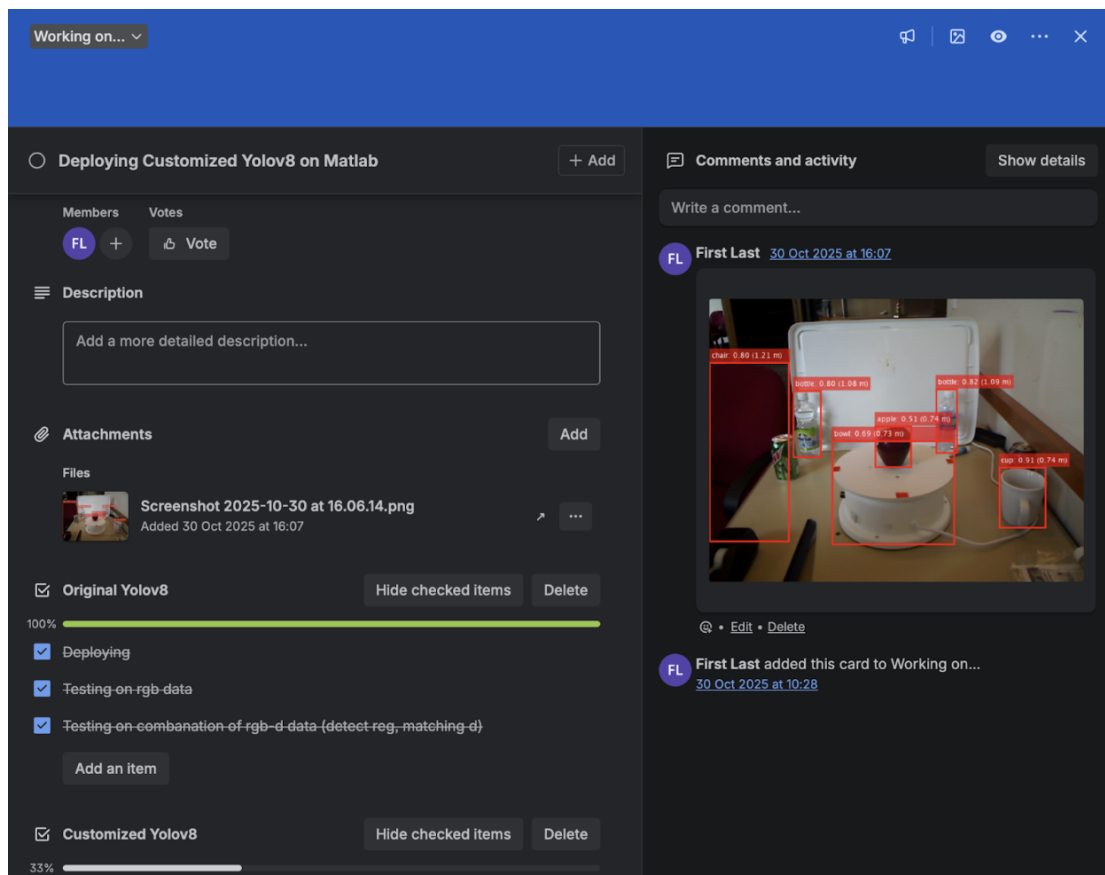 Working on...
Deploying Customized Yolov8 on Matlab
+ Add
Members
Votes
FL
+
Vote
Description
Add a more detailed description...
Attachments
Add
Files
Screenshot 2025-10-30 at 16.06.14.png
Added 30 Oct 2025 at 16:07
Original Yolov8
Hide checked items
Delete
100%
Deploying
Testing on rgb data
Testing on combanation of rgb-d data (detect reg, matching d)
Add an item
Customized Yolov8
Hide checked items
Delete
33%
Comments and activity
Show details
Write a comment...
FL
First Last 30 Oct 2025 at 16:07
chair: 0.80 (1.21 m)
bottle: 0.80 (1.08 m)
bottle: 0.82 (1.09 m)
apple: 0.51 (0.74 m)
bowl: 0.69 (0.73 m)
cup: 0.91 (0.74 m)
• Edit • Delete
FL
First Last added this card to Working on...
30 Oct 2025 at 10:28